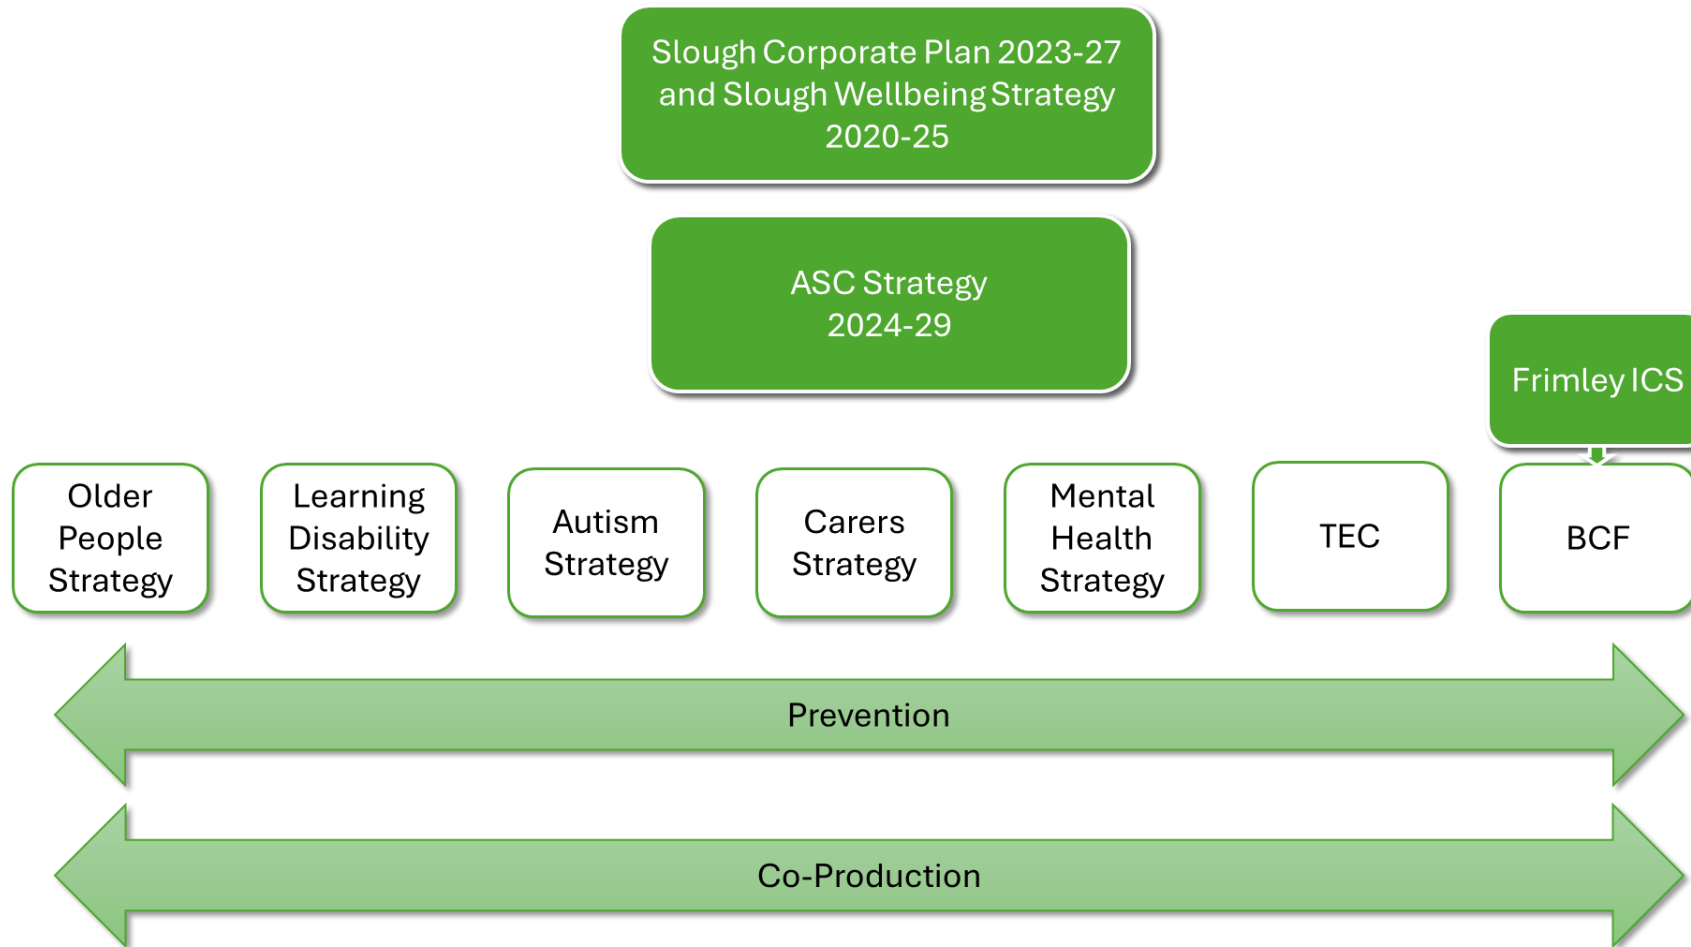 Slough Corporate Plan 2023-27
and Slough Wellbeing Strategy
2020-25
ASC Strategy
2024-29
Frimley ICS
Older
People
Strategy
Learning
Disability
Strategy
Autism
Strategy
Carers
Strategy
Mental
Health
Strategy
TEC
BCF
Prevention
Co-Production